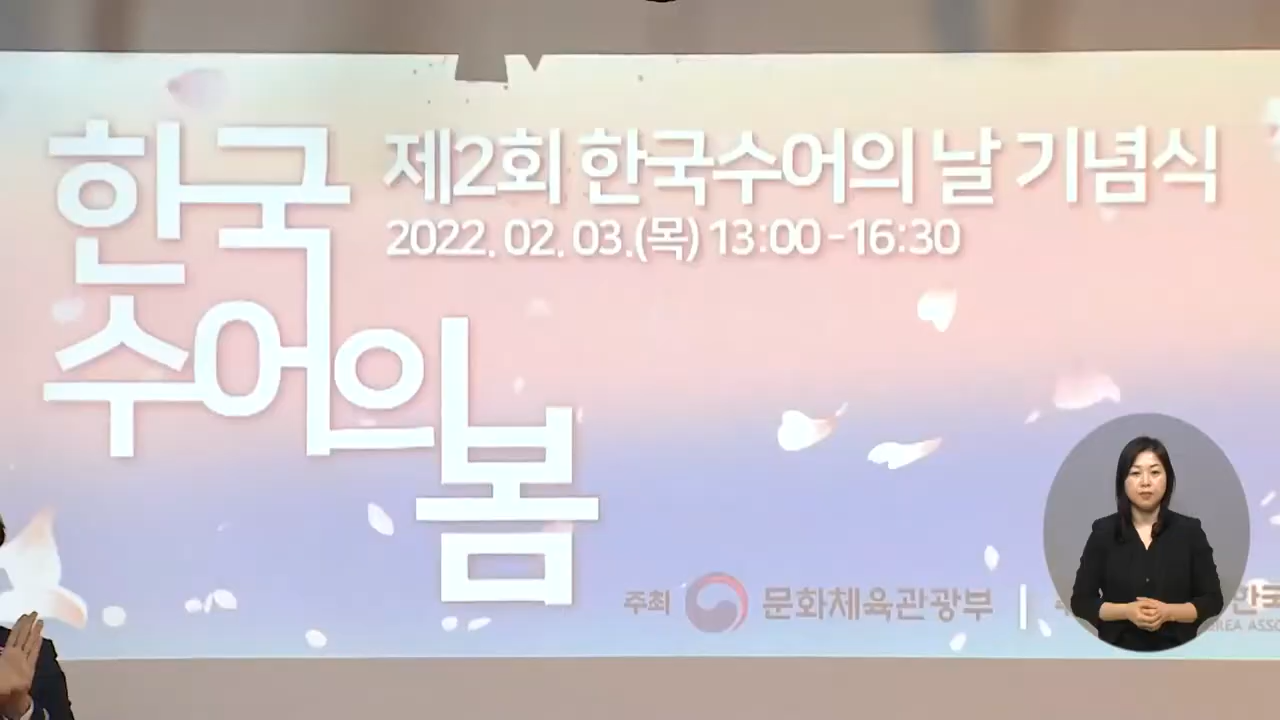 한국
수어의
봄
제2회 한국수어의 날 기념식
2022. 02. 03.(목) 13:00 -16:30
주최 문화체육관광부